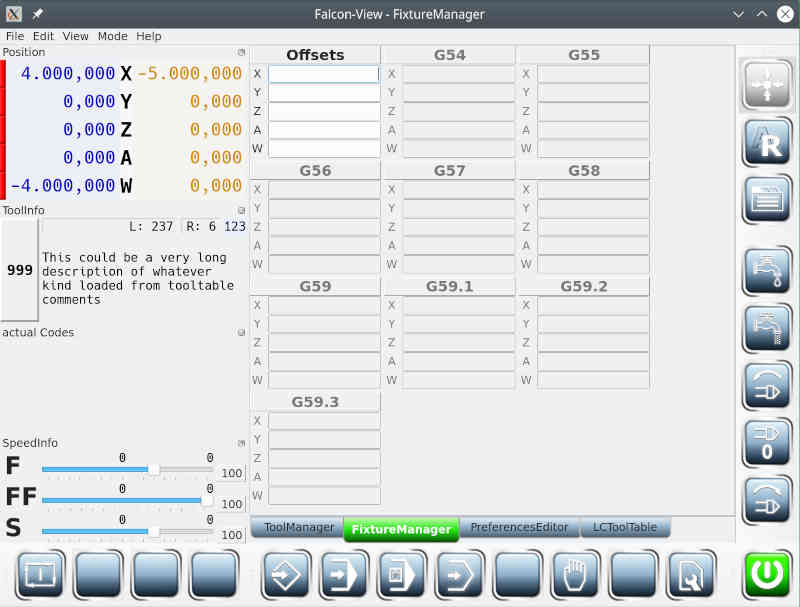 Falcon-View - FixtureManager
File Edit View Mode Help
Position
4.000,000 X -5.000,000
0,000 Y 0,000
0,000 Z 0,000
0,000 A 0,000
-4.000,000 W 0,000
ToolInfo
L: 237 R: 6 123
999
This could be a very long
description of whatever
kind loaded from tooltable
comments
actual Codes
SpeedInfo
0 0
F 100
0 0
FF 100
0 0
S 100
Offsets G54 G55
X X X
Y Y Y
Z Z Z
A A A
W W W
G56 G57 G58
X X X
Y Y Y
Z Z Z
A A A
W W W
G59 G59.1 G59.2
X X X
Y Y Y
Z Z Z
A A A
W W W
G59.3
X
Y
Z
A
W
ToolManager FixtureManager PreferencesEditor LCToolTable
AR
0